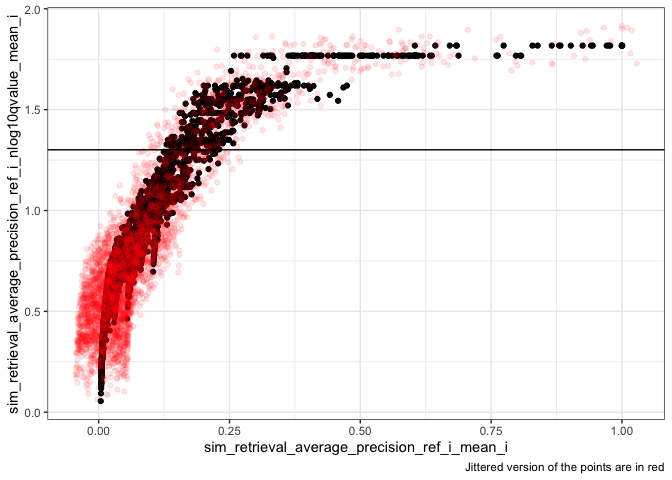 sim_retrieval_average_precision_ref_i_nlog10qvalue_mean_i
2.0
1.5
1.0
0.5
0.0
0.00 0.25 0.50 0.75 1.00
sim_retrieval_average_precision_ref_i_mean_i
Jittered version of the points are in red